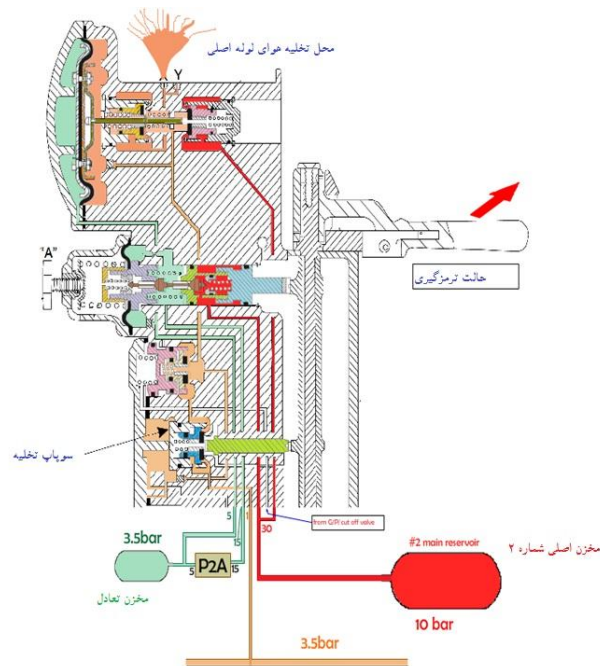 محل تخلیه هوای لوله اصلی
Y
"A"
حالت ترمزگیری
سوپاپ تخلیه
5
15
1
30
from G/P/ cut off valve
3.5bar
5
P2A
15
مخزن تعادل
#2 main reservoir
مخزن اصلی شماره ۲
10 bar
3.5bar